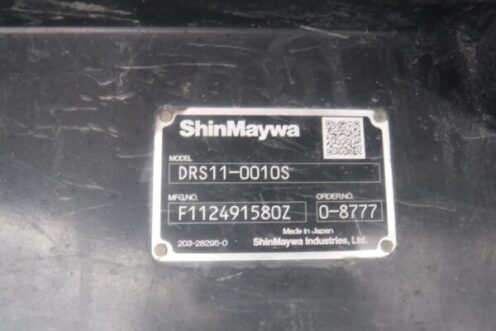 ShinMaywa
MODEL
DRS11-0010S
MFG.NO. ORDER.NO.
F112491580Z 0-8777
Made in Japan
203-28295-0 ShinMaywa Industries, Ltd.